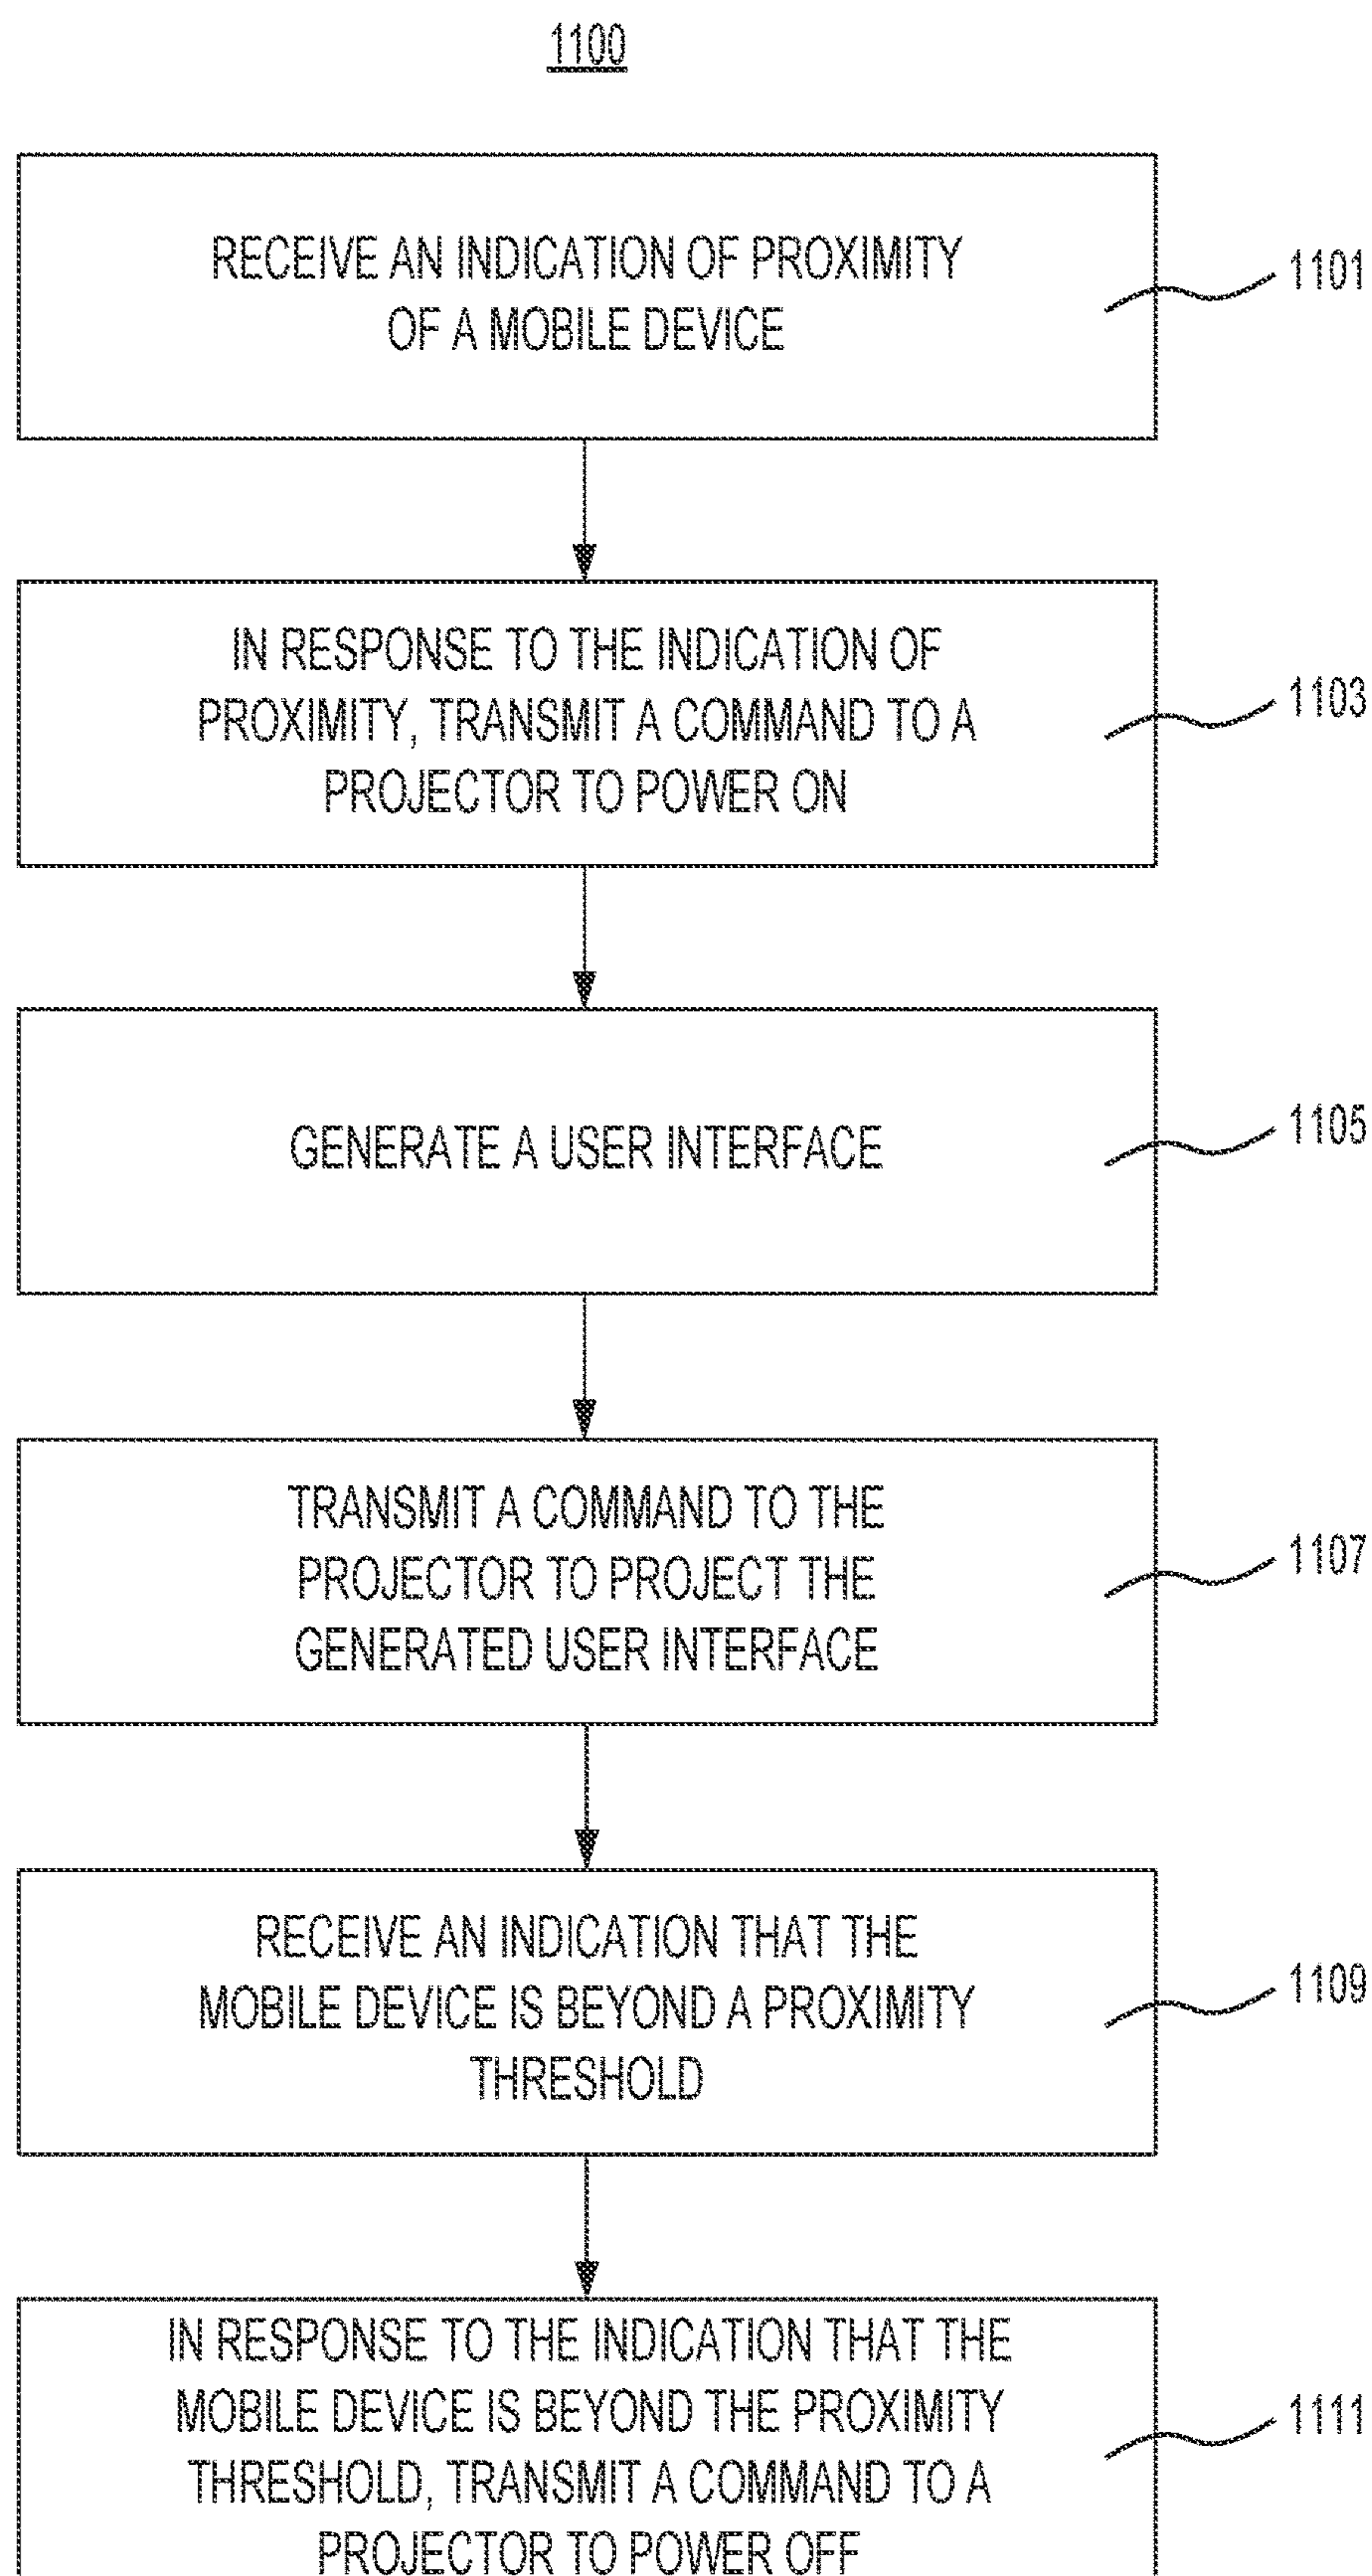 1100
RECEIVE AN INDICATION OF PROXIMITY
OF A MOBILE DEVICE
1101
IN RESPONSE TO THE INDICATION OF
PROXIMITY, TRANSMIT A COMMAND TO A
PROJECTOR TO POWER ON
1103
GENERATE A USER INTERFACE
1105
TRANSMIT A COMMAND TO THE
PROJECTOR TO PROJECT THE
GENERATED USER INTERFACE
1107
RECEIVE AN INDICATION THAT THE
MOBILE DEVICE IS BEYOND A PROXIMITY
THRESHOLD
1109
IN RESPONSE TO THE INDICATION THAT THE
MOBILE DEVICE IS BEYOND THE PROXIMITY
THRESHOLD, TRANSMIT A COMMAND TO A
PROJECTOR TO POWER OFF
1111